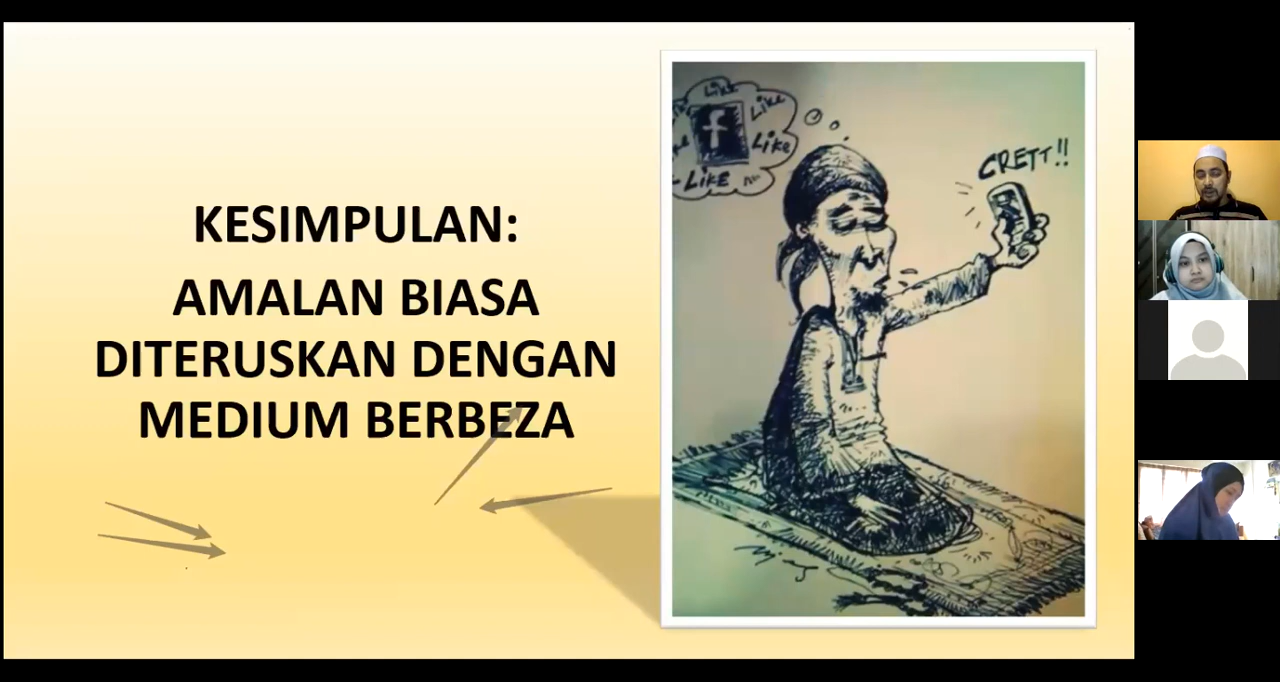 KESIMPULAN:
AMALAN BIASA
DITERUSKAN DENGAN
MEDIUM BERBEZA
Like
Like
f
Like
LIKE
CRETT!!